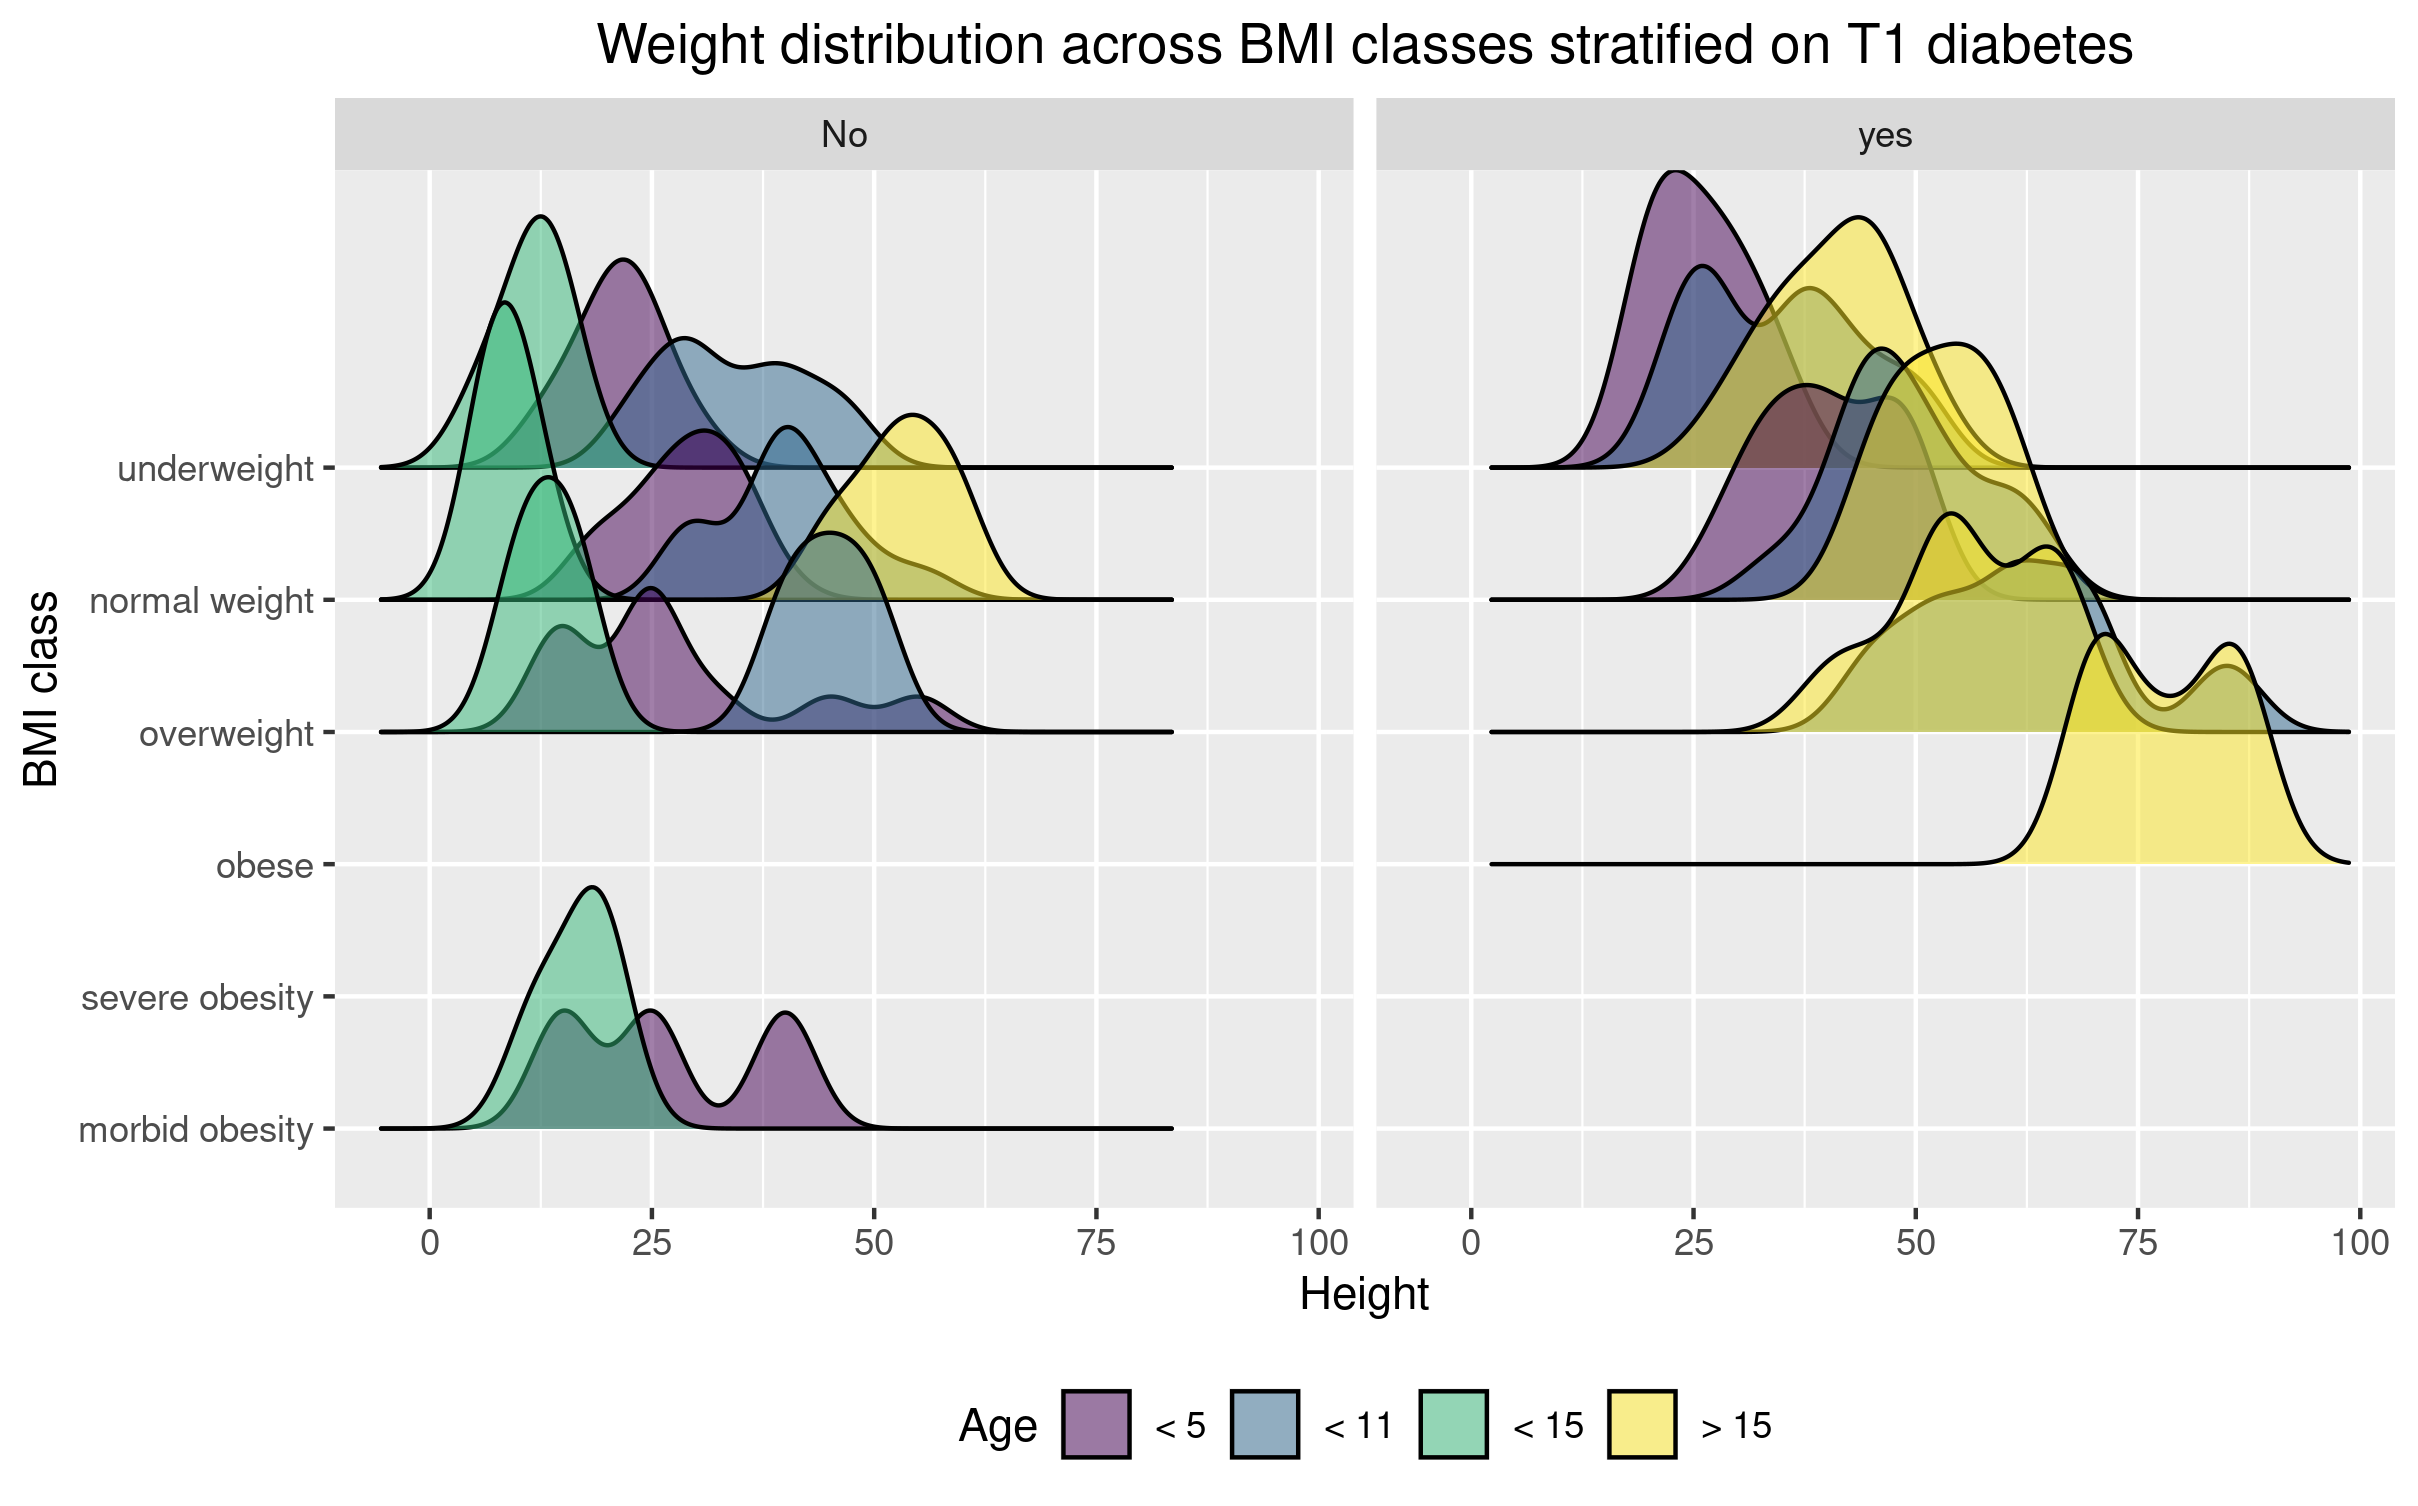 Weight distribution across BMI classes stratified on T1 diabetes
No
yes
BMI class
underweight
normal weight
overweight
obese
severe obesity
morbid obesity
0 25 50 75 100 0 25 50 75 100
Height
Age < 5 < 11 < 15 > 15